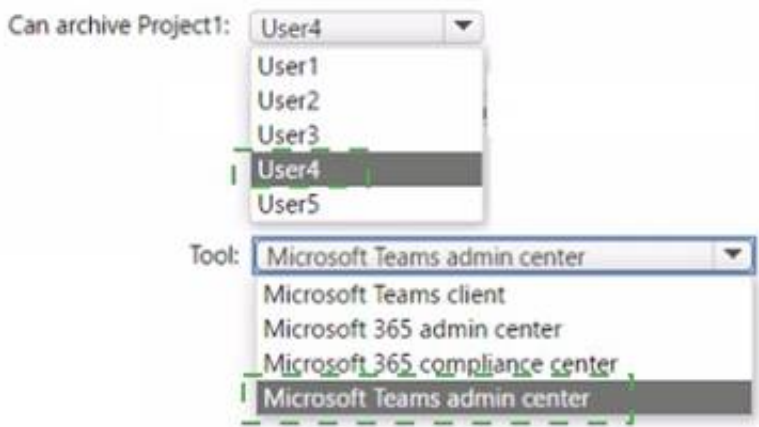 Can archive Project1: User4
User1
User2
User3
User4
User5
Tool: Microsoft Teams admin center
Microsoft Teams client
Microsoft 365 admin center
Microsoft 365 compliance center
Microsoft Teams admin center